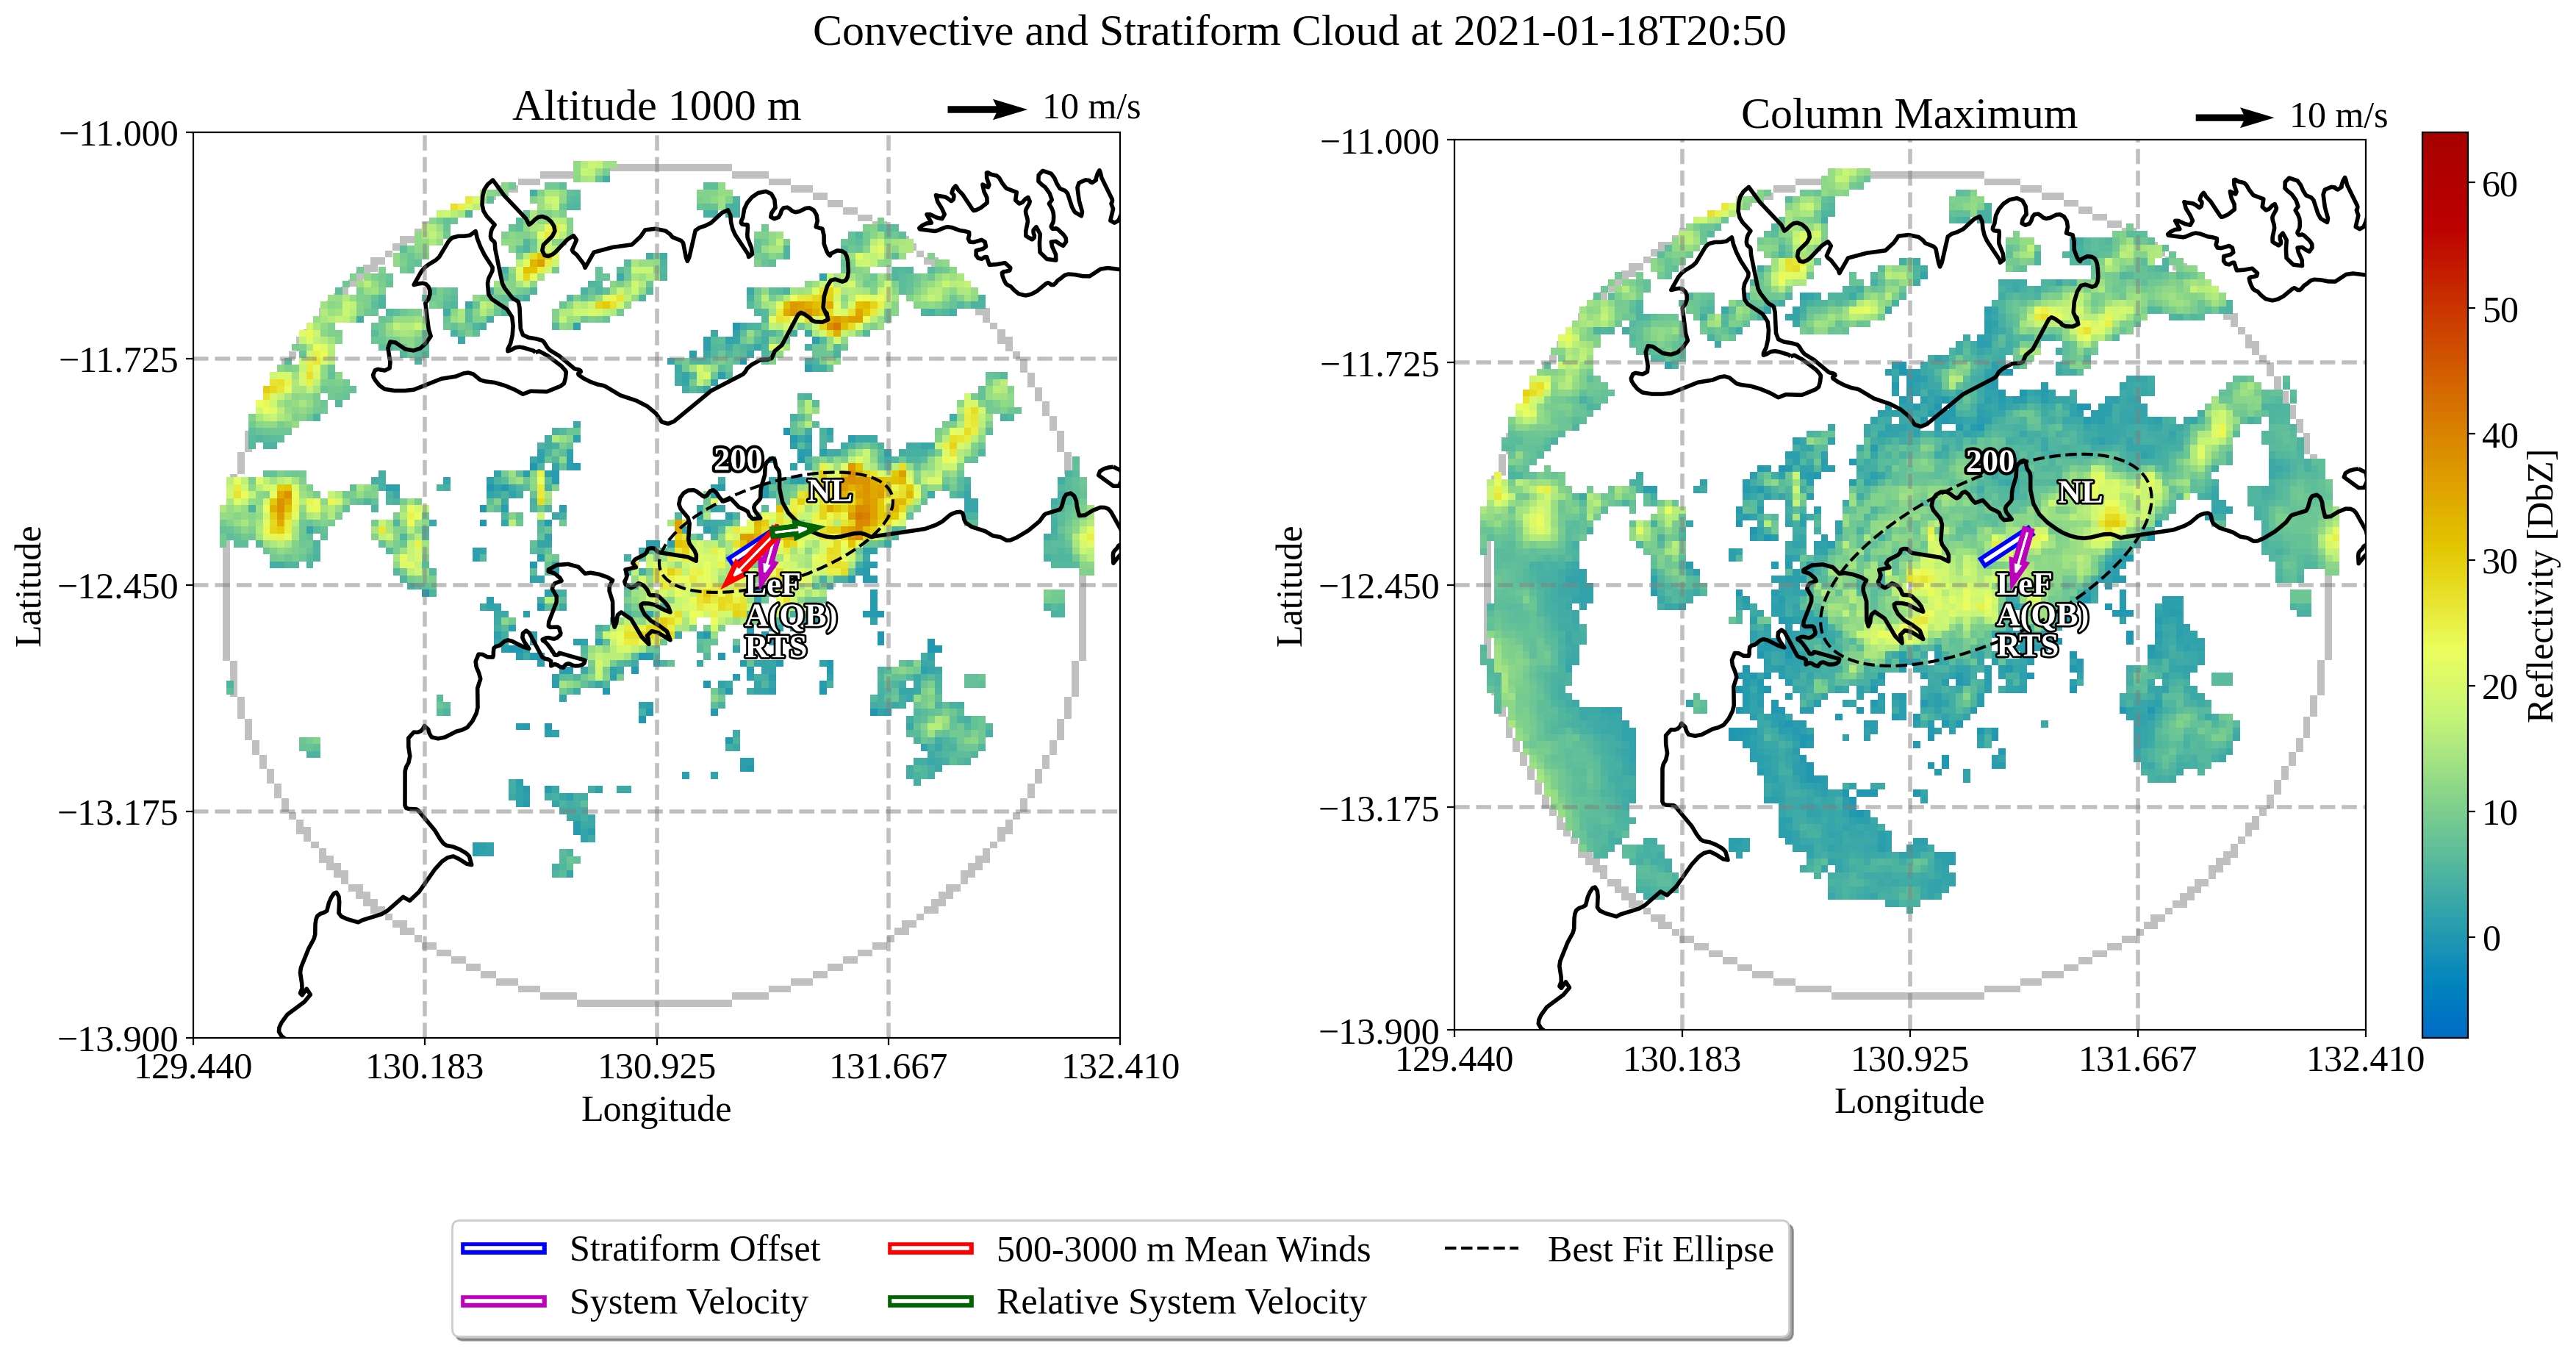 Convective and Stratiform Cloud at 2021-01-18T20:50
Altitude 1000 m
10 m/s
−11.000
−11.725
−12.450
−13.175
−13.900
Latitude
129.440
130.183
130.925
131.667
132.410
Longitude
200
NL
LeF
A(QB)
RTS
Column Maximum
10 m/s
−11.000
−11.725
−12.450
−13.175
−13.900
Latitude
129.440
130.183
130.925
131.667
132.410
Longitude
200
NL
LeF
A(QB)
RTS
60
50
40
30
20
10
0
Reflectivity [DbZ]
Stratiform Offset
System Velocity
500-3000 m Mean Winds
Relative System Velocity
Best Fit Ellipse